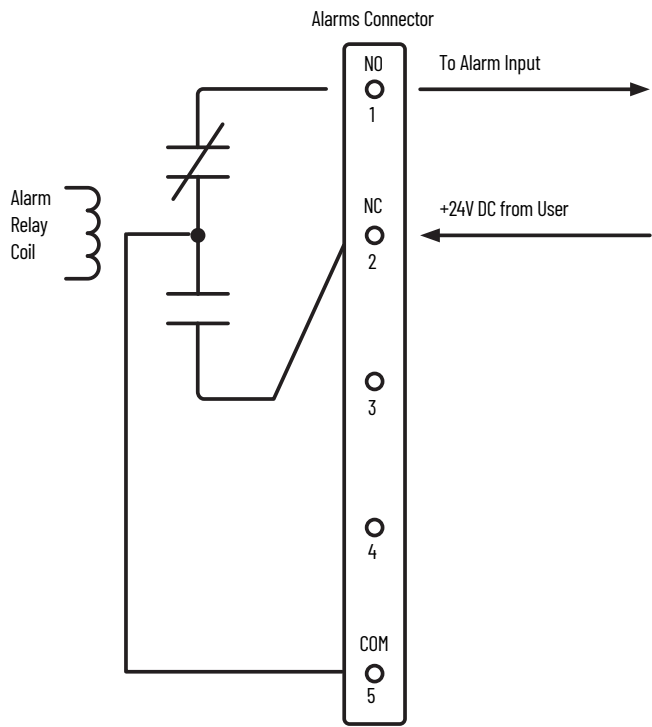 Alarms Connector
NO
To Alarm Input
1
Alarm
Relay
Coil
NC
+24V DC from User
2
3
4
COM
5